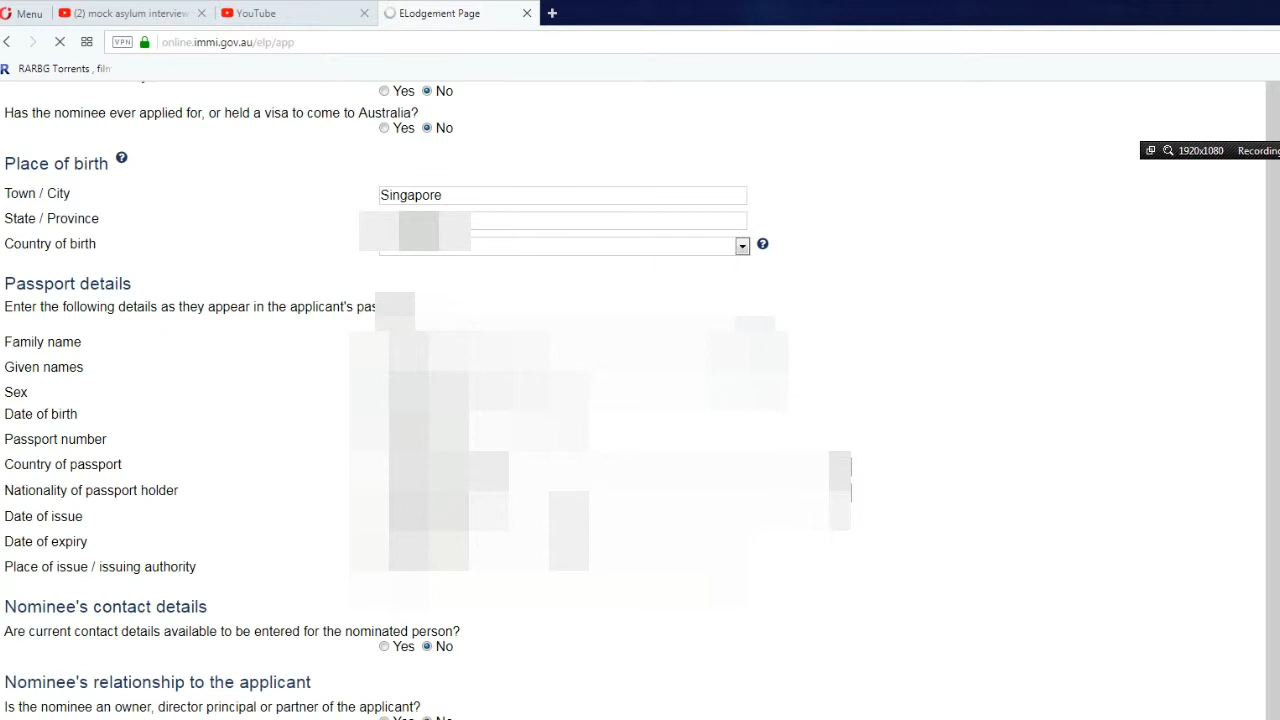 Menu
(2) mock asylum interview
YouTube
ELodgement Page
VPN
online.immi.gov.au/elp/app
R RARBG Torrents , film
Yes No
Has the nominee ever applied for, or held a visa to come to Australia?
Yes No
1920x1080 Recording
Place of birth ?
Town / City Singapore
State / Province
Country of birth ?
Passport details
Enter the following details as they appear in the applicant's pas
Family name
Given names
Sex
Date of birth
Passport number
Country of passport
Nationality of passport holder
Date of issue
Date of expiry
Place of issue / issuing authority
Nominee's contact details
Are current contact details available to be entered for the nominated person?
Yes No
Nominee's relationship to the applicant
Is the nominee an owner, director principal or partner of the applicant?
Yes No